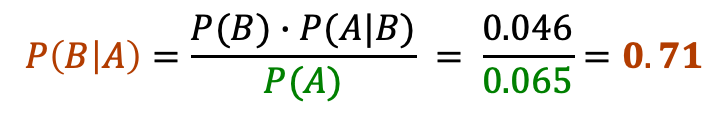 P(B|A) = P(B) · P(A|B) / P(A) = 0.046 / 0.065 = 0.71